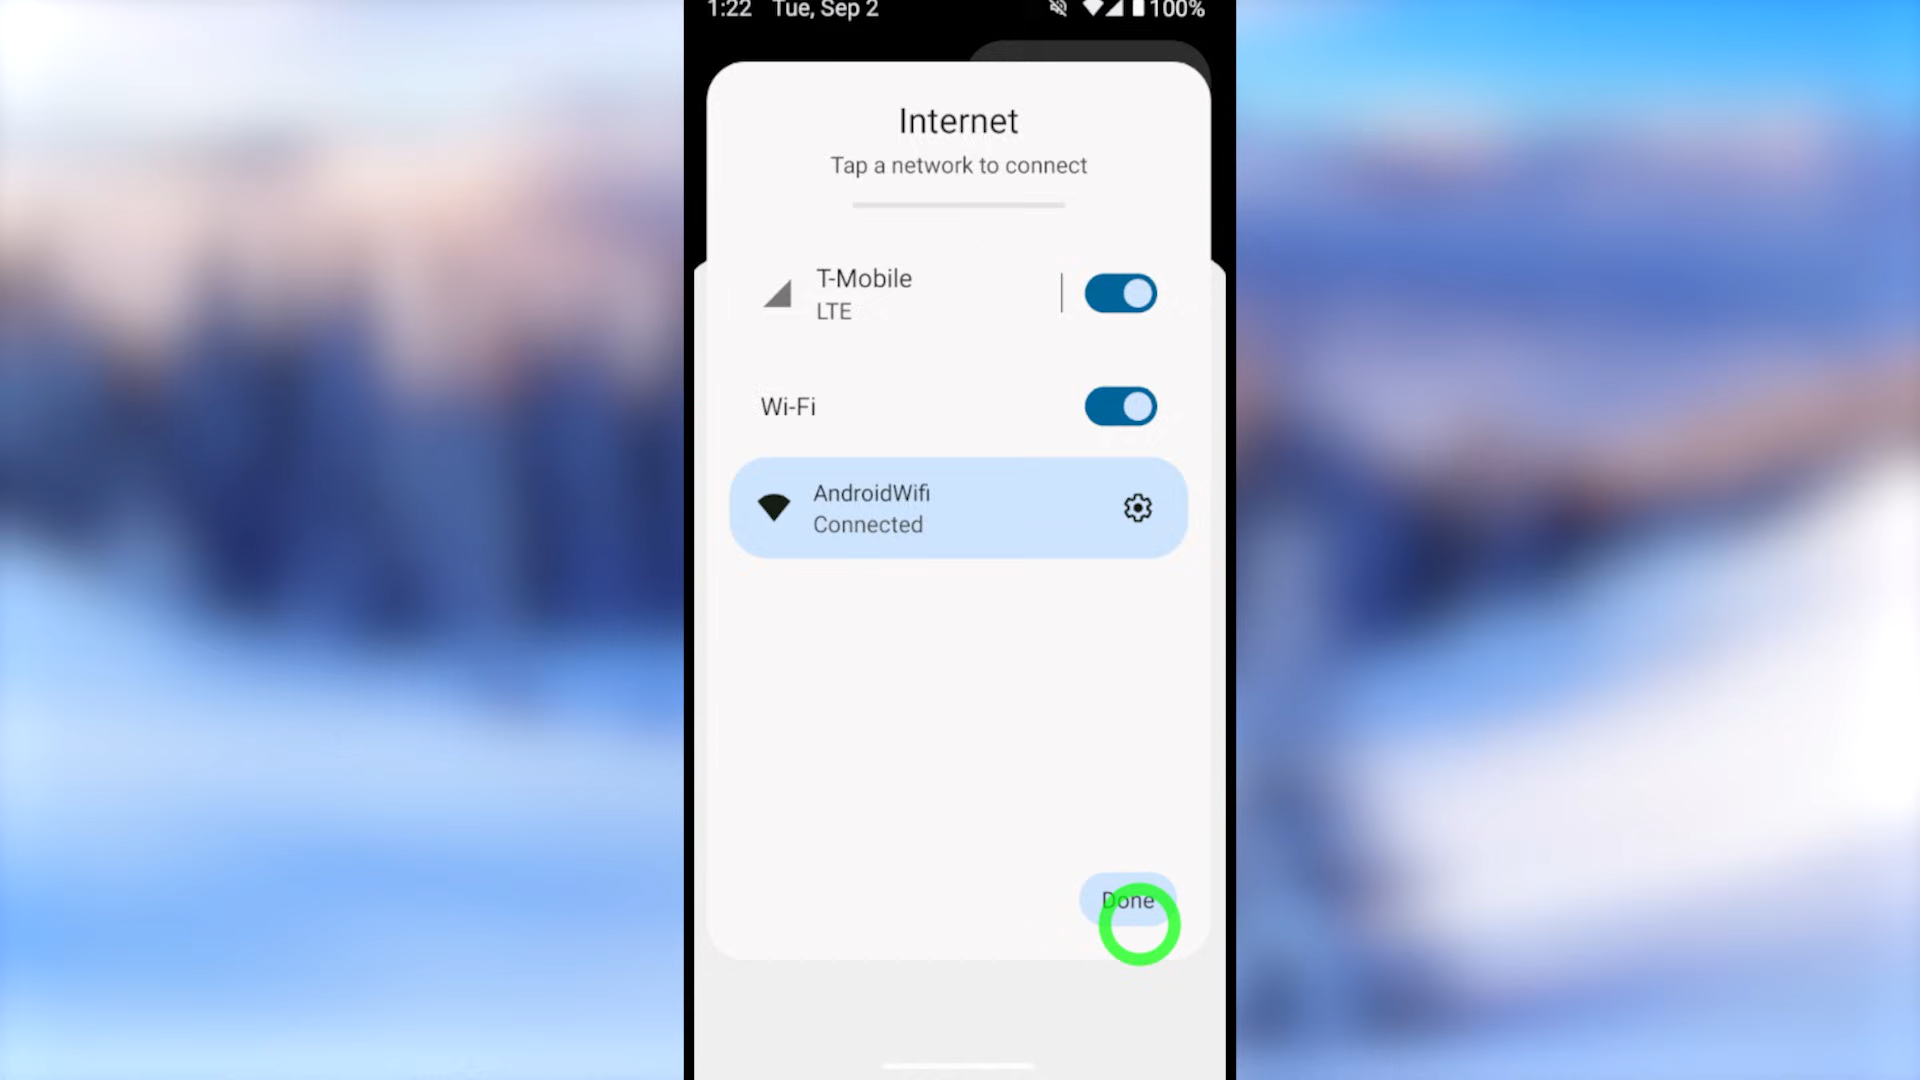 1:22 Tue, Sep 2 100%
Internet
Tap a network to connect
T-Mobile
LTE
Wi-Fi
AndroidWifi
Connected
Done